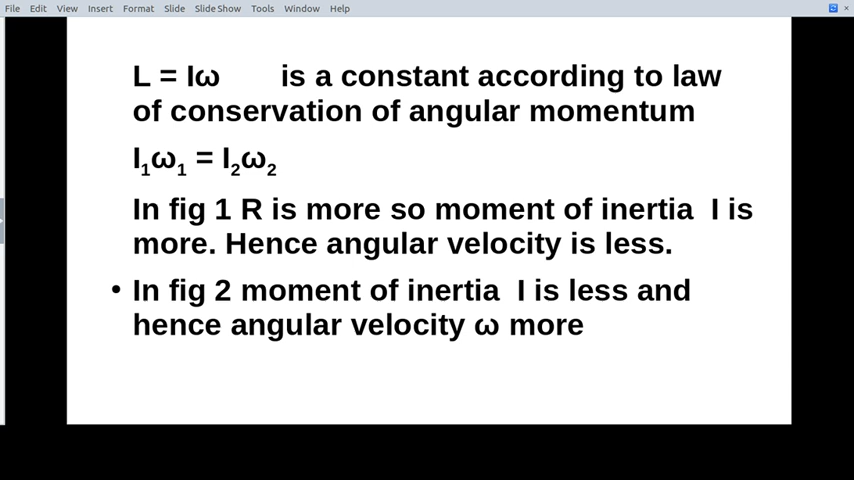 File Edit View Insert Format Slide Slide Show Tools Window Help
L = Iω is a constant according to law
of conservation of angular momentum
I₁ω₁ = I₂ω₂
In fig 1 R is more so moment of inertia I is
more. Hence angular velocity is less.
• In fig 2 moment of inertia I is less and
hence angular velocity ω more